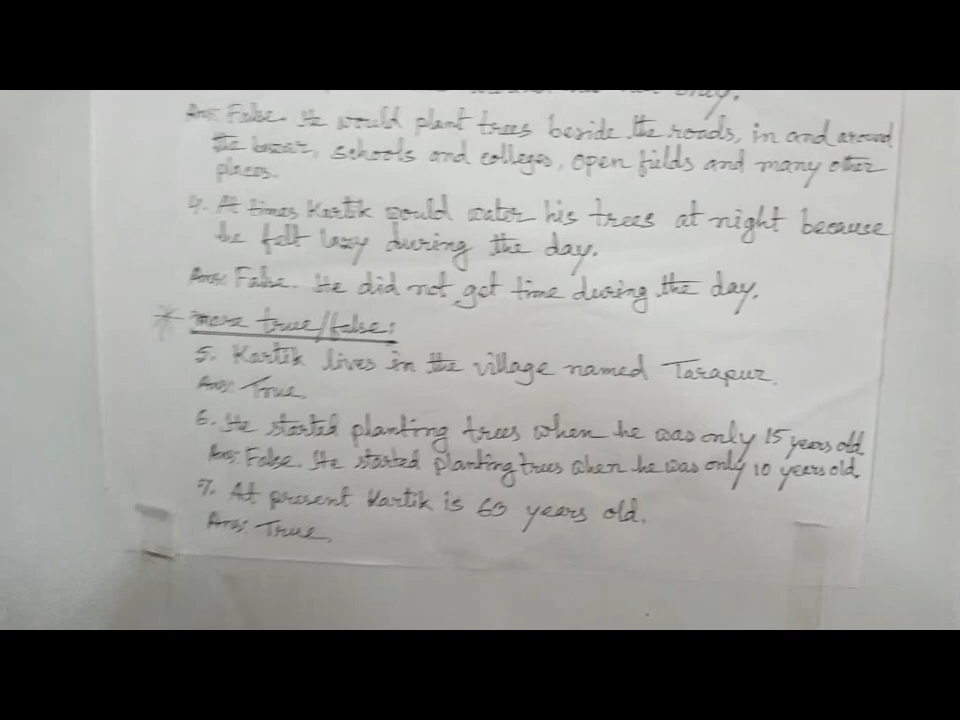 only.
Ans: False. He would plant trees beside the roads, in and around
the bazar, schools and colleges, open fields and many other
places.
4. At times Kartik would water his trees at night because
he felt lazy during the day.
Ans: False. He did not get time during the day.
* more true/false:
5. Kartik lives in the village named Tarapur.
Ans: True.
6. He started planting trees when he was only 15 years old.
Ans: False. He started planting trees when he was only 10 years old.
7. At present Kartik is 60 years old.
Ans: True.